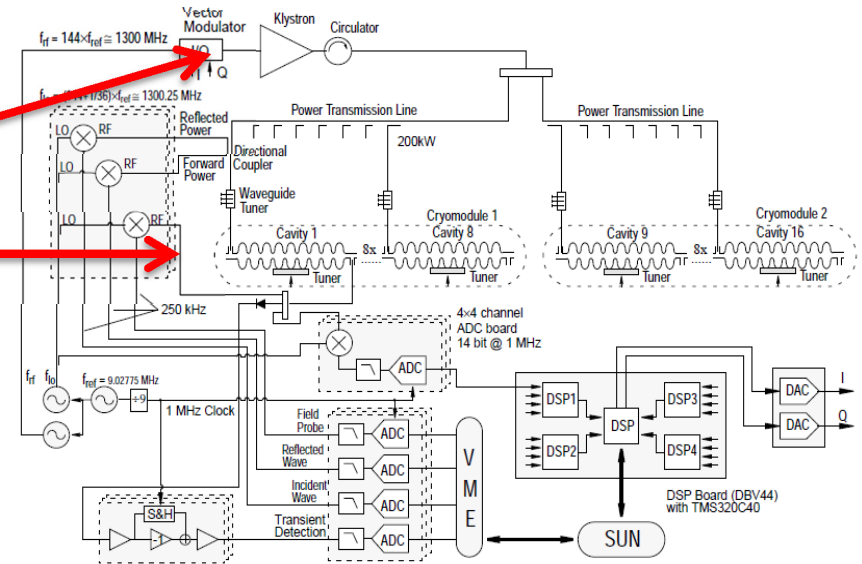 Vector
Modulator
Klystron
Circulator
f_rf = 144×f_ref ≅ 1300 MHz
I Q
+1/36)×f_ref ≅ 1300.25 MHz
Reflected
Power
LO RF
LO RF
Forward
Power
Directional
Coupler
LO RF
Power Transmission Line
Power Transmission Line
200kW
Waveguide
Tuner
Cryomodule 1
Cavity 1
Cavity 8
8x
Tuner
Tuner
Cryomodule 2
Cavity 9
Cavity 16
8x
Tuner
Tuner
250 kHz
4×4 channel
ADC board
14 bit @ 1 MHz
ADC
f_rf f_lo
f_ref = 9.02775 MHz
÷9
1 MHz Clock
Field
Probe
ADC
Reflected
Wave
ADC
Incident
Wave
ADC
Transient
Detection
ADC
S&H
-1
VME
DSP1
DSP2
DSP
DSP3
DSP4
DAC I
DAC Q
DSP Board (DBV44)
with TMS320C40
SUN